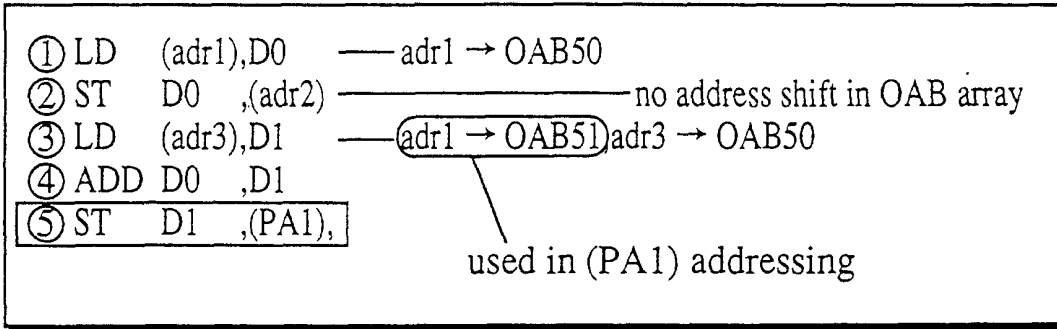 ① LD (adr1),D0 — adr1 → OAB50
② ST D0 ,(adr2) — no address shift in OAB array
③ LD (adr3),D1 — adr1 → OAB51 adr3 → OAB50
④ ADD D0 ,D1
⑤ ST D1 ,(PA1),
used in (PA1) addressing